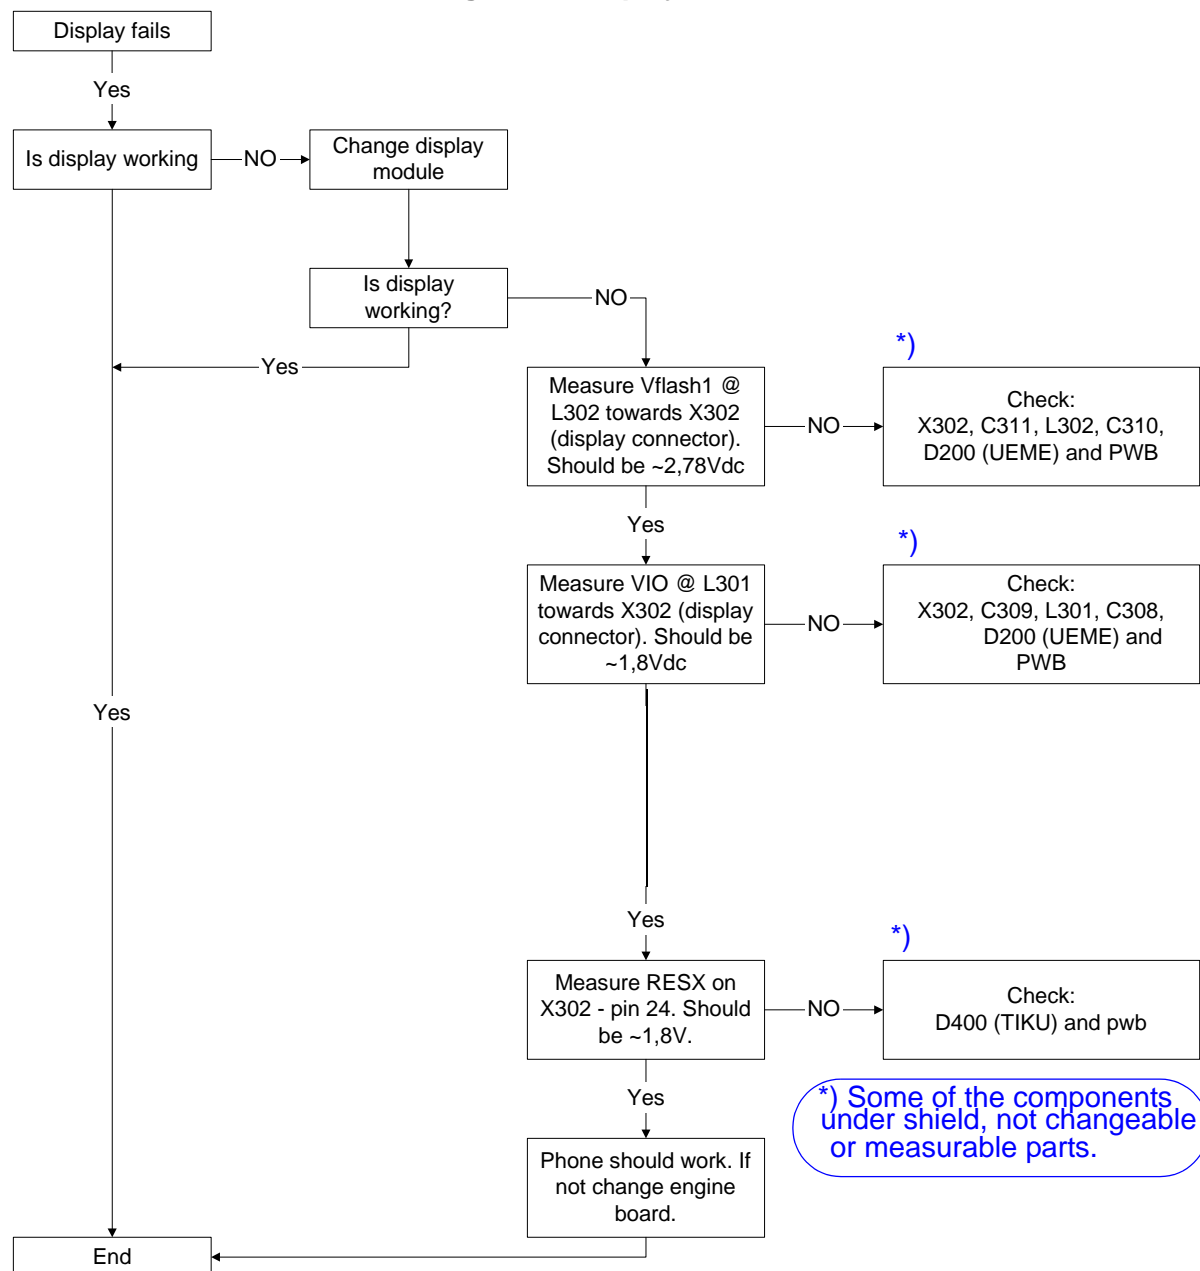 Display fails
Yes
Is display working
NO
Change display
module
Is display
working?
NO
Yes
*)
Measure Vflash1 @
L302 towards X302
(display connector).
Should be ~2,78Vdc
NO
Check:
X302, C311, L302, C310,
D200 (UEME) and PWB
Yes
*)
Measure VIO @ L301
towards X302 (display
connector). Should be
~1,8Vdc
NO
Check:
X302, C309, L301, C308,
D200 (UEME) and
PWB
Yes
Yes
*)
Measure RESX on
X302 - pin 24. Should
be ~1,8V.
NO
Check:
D400 (TIKU) and pwb
Yes
*) Some of the components
under shield, not changeable
or measurable parts.
Phone should work. If
not change engine
board.
End